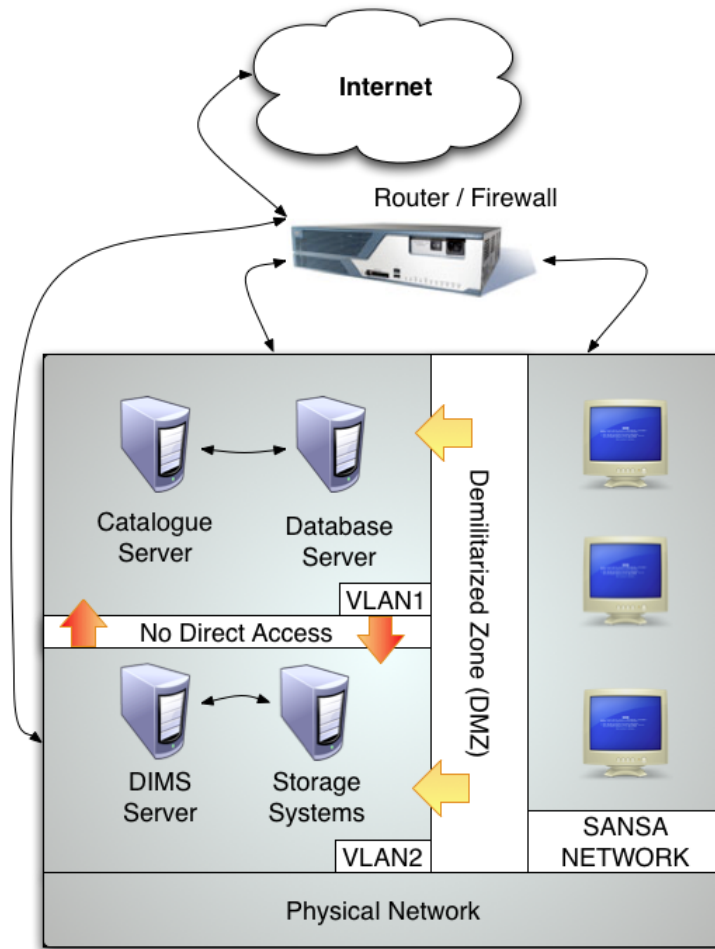 Internet
Router / Firewall
Catalogue
Server
Database
Server
VLAN1
No Direct Access
DIMS
Server
Storage
Systems
VLAN2
Demilitarized Zone (DMZ)
SANSA
NETWORK
Physical Network